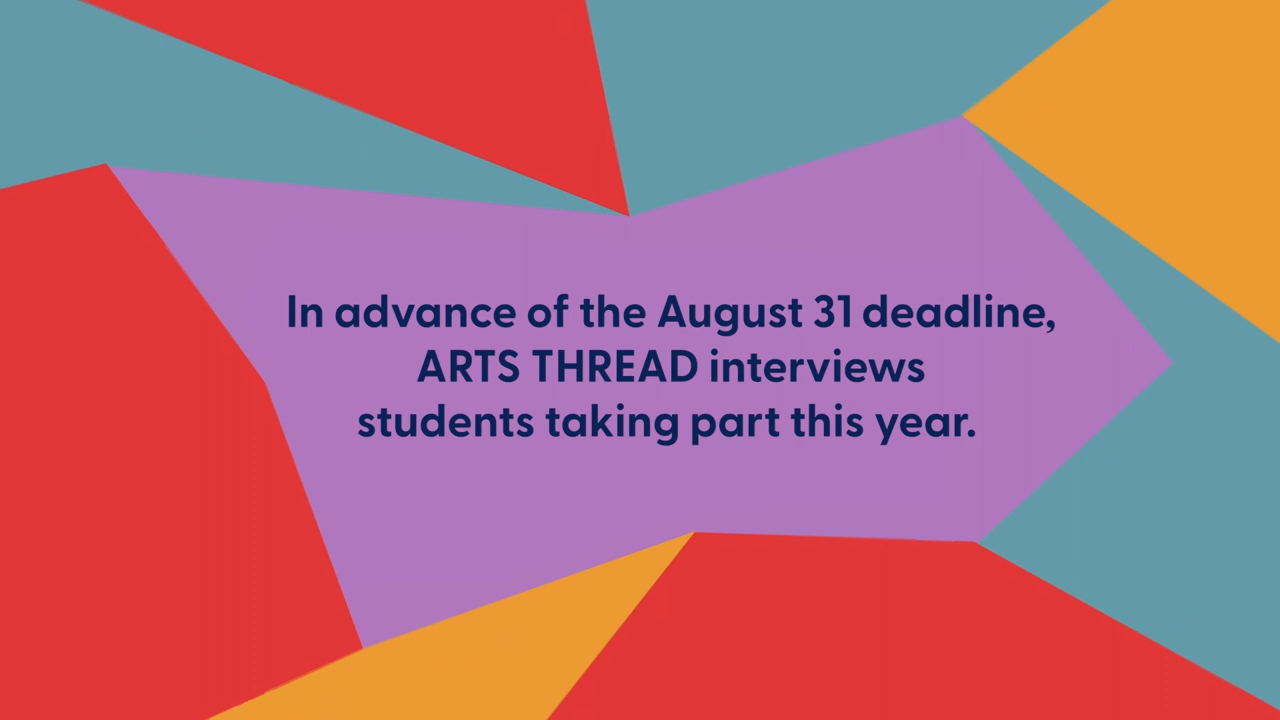 In advance of the August 31 deadline,
ARTS THREAD interviews
students taking part this year.